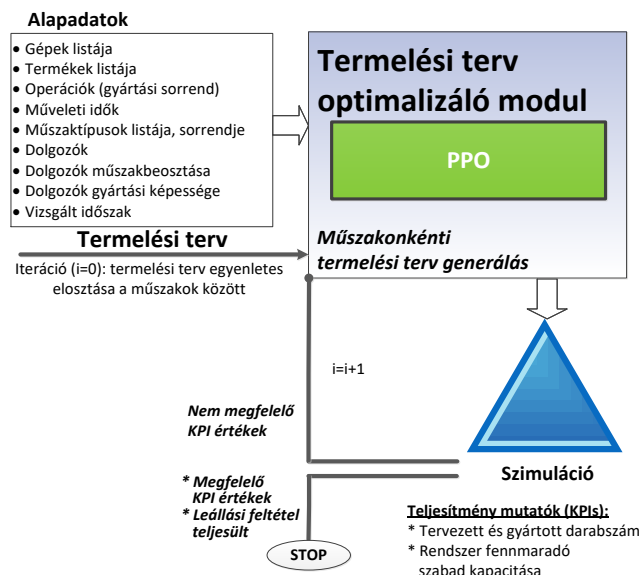 Alapadatok
● Gépek listája
● Termékek listája
● Operációk (gyártási sorrend)
● Műveleti idők
● Műszaktípusok listája, sorrendje
● Dolgozók
● Dolgozók műszakbeosztása
● Dolgozók gyártási képessége
● Vizsgált időszak
Termelési terv
optimalizáló modul
PPO
Műszakonkénti
termelési terv generálás
Termelési terv
Iteráció (i=0): termelési terv egyenletes
elosztása a műszakok között
i=i+1
Nem megfelelő
KPI értékek
Szimuláció
* Megfelelő
KPI értékek
* Leállási feltétel
teljesült
STOP
Teljesítmény mutatók (KPIs):
* Tervezett és gyártott darabszám
* Rendszer fennmaradó
szabad kapacitása